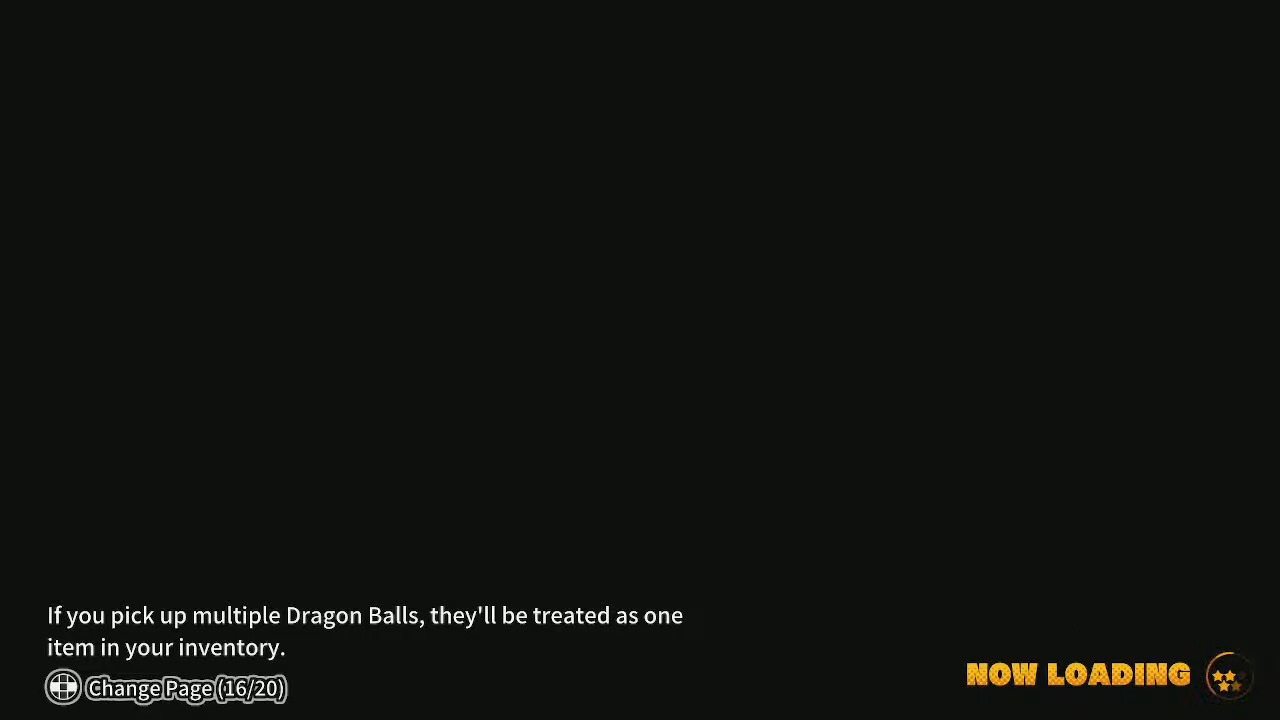 If you pick up multiple Dragon Balls, they'll be treated as one
item in your inventory.
Change Page (16/20)
NOW LOADING